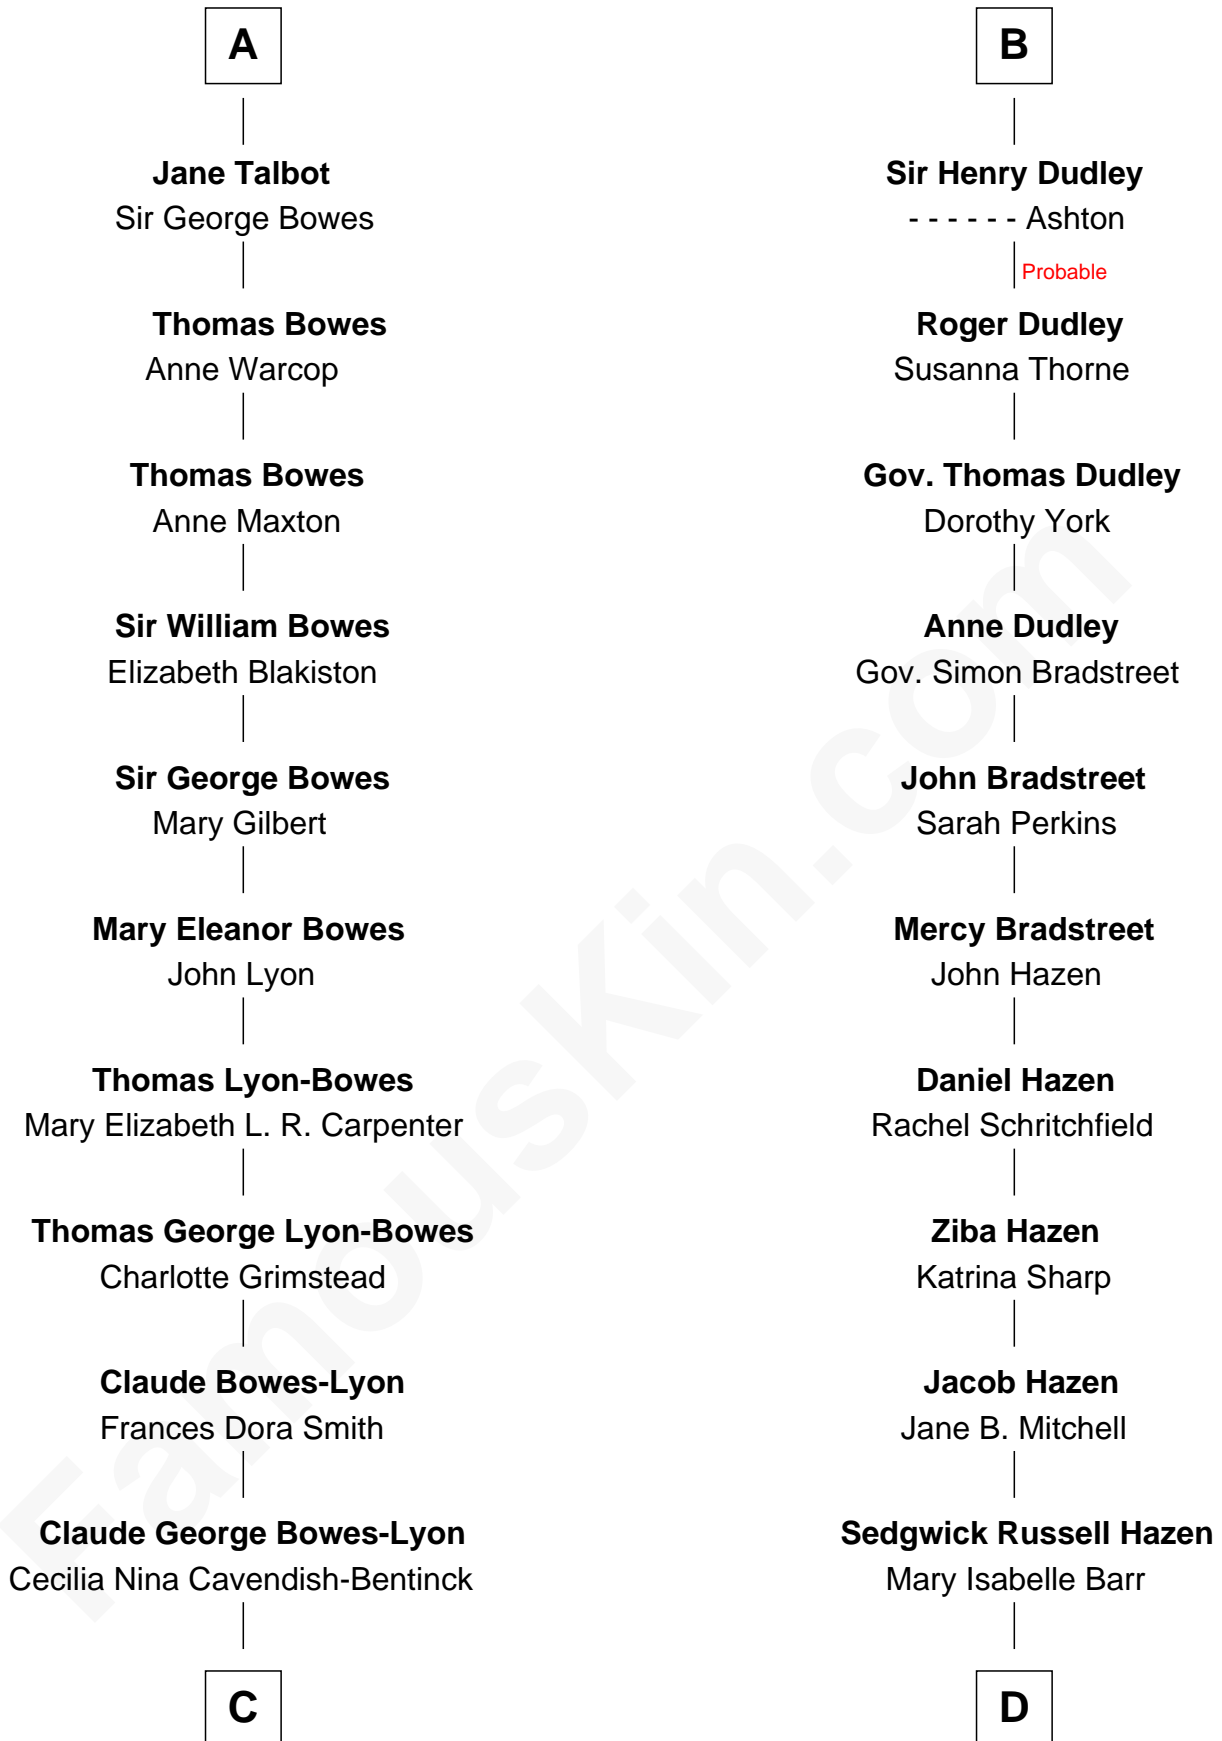 A
Jane Talbot
Sir George Bowes
Thomas Bowes
Anne Warcop
Thomas Bowes
Anne Maxton
Sir William Bowes
Elizabeth Blakiston
Sir George Bowes
Mary Gilbert
Mary Eleanor Bowes
John Lyon
Thomas Lyon-Bowes
Mary Elizabeth L. R. Carpenter
Thomas George Lyon-Bowes
Charlotte Grimstead
Claude Bowes-Lyon
Frances Dora Smith
Claude George Bowes-Lyon
Cecilia Nina Cavendish-Bentinck
C
B
Sir Henry Dudley
- - - - - - Ashton
Probable
Roger Dudley
Susanna Thorne
Gov. Thomas Dudley
Dorothy York
Anne Dudley
Gov. Simon Bradstreet
John Bradstreet
Sarah Perkins
Mercy Bradstreet
John Hazen
Daniel Hazen
Rachel Schritchfield
Ziba Hazen
Katrina Sharp
Jacob Hazen
Jane B. Mitchell
Sedgwick Russell Hazen
Mary Isabelle Barr
D
FamousKin.com